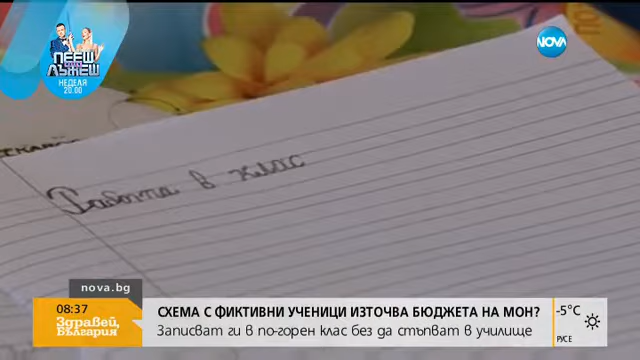 ПЕЕШ
ИЛИ
ЛЪЖЕШ
НЕДЕЛЯ
20.00
NOVA
Работа в клас
nova.bg
08:37
Здравей,
България
СХЕМА С ФИКТИВНИ УЧЕНИЦИ ИЗТОЧВА БЮДЖЕТА НА МОН?
Записват ги в по-горен клас без да стъпват в училище
-5°C
РУСЕ